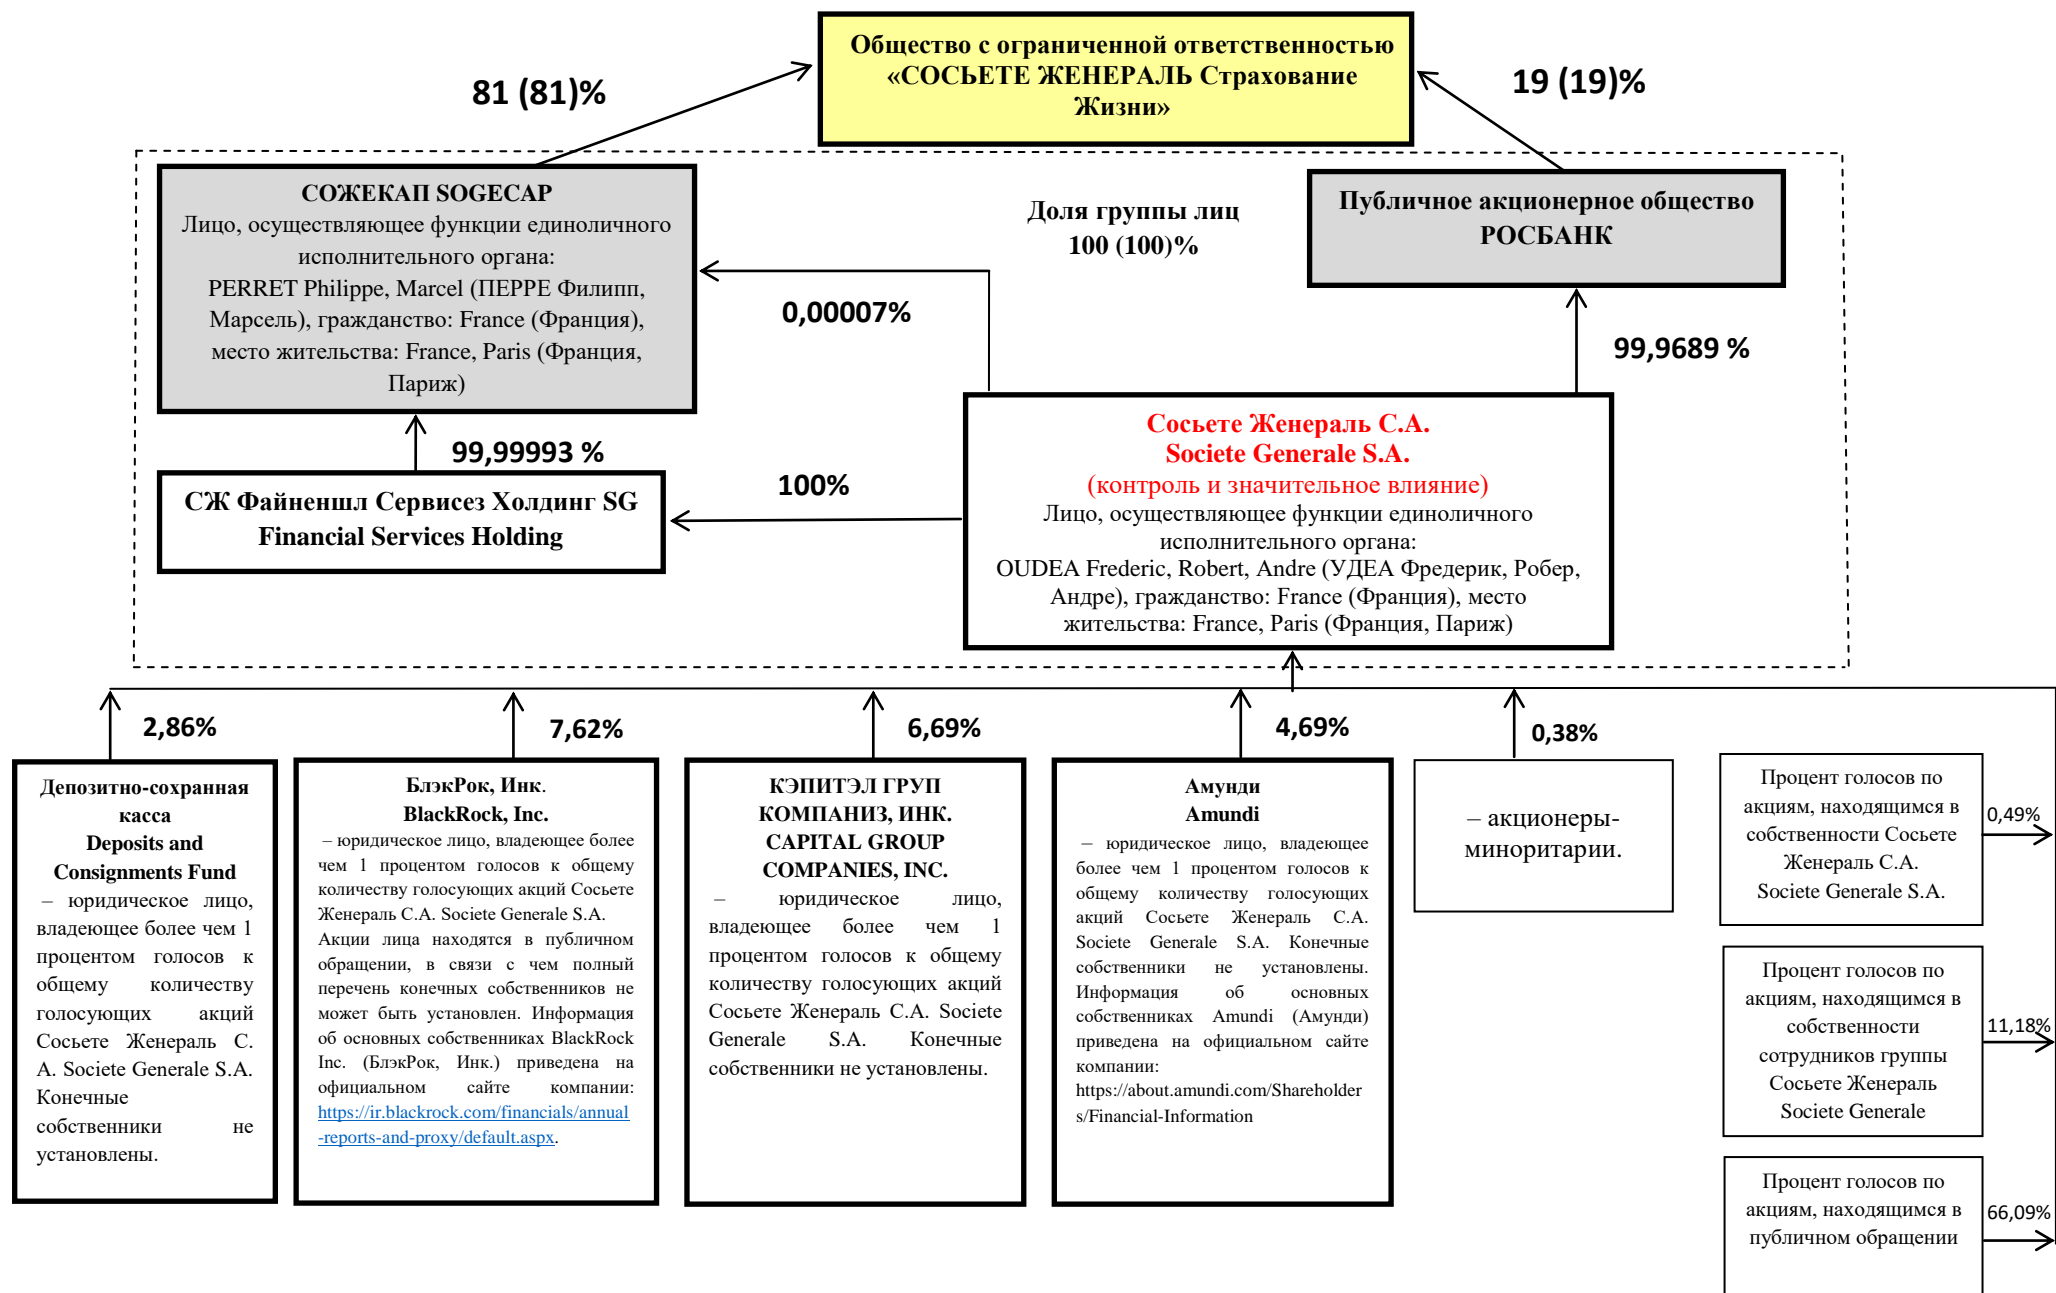 Общество с ограниченной ответственностью
«СОСЬЕТЕ ЖЕНЕРАЛЬ Страхование
Жизни»
81 (81)%
19 (19)%
СОЖЕКАП SOGECAP
Лицо, осуществляющее функции единоличного
исполнительного органа:
PERRET Philippe, Marcel (ПЕРРЕ Филипп,
Марсель), гражданство: France (Франция),
место жительства: France, Paris (Франция,
Париж)
Доля группы лиц
100 (100)%
Публичное акционерное общество
РОСБАНК
0,00007%
99,9689 %
99,99993 %
СЖ Файненшл Сервисез Холдинг SG
Financial Services Holding
100%
Сосьете Женераль С.А.
Societe Generale S.A.
(контроль и значительное влияние)
Лицо, осуществляющее функции единоличного
исполнительного органа:
OUDEA Frederic, Robert, Andre (УДЕА Фредерик, Робер,
Андре), гражданство: France (Франция), место
жительства: France, Paris (Франция, Париж)
2,86%
7,62%
6,69%
4,69%
0,38%
Депозитно-сохранная
касса
Deposits and
Consignments Fund
– юридическое лицо,
владеющее более чем 1
процентом голосов к
общему количеству
голосующих акций
Сосьете Женераль С.
А. Societe Generale S.A.
Конечные
собственники не
установлены.
БлэкРок, Инк.
BlackRock, Inc.
– юридическое лицо, владеющее более
чем 1 процентом голосов к общему
количеству голосующих акций Сосьете
Женераль С.А. Societe Generale S.A.
Акции лица находятся в публичном
обращении, в связи с чем полный
перечень конечных собственников не
может быть установлен. Информация
об основных собственниках BlackRock
Inc. (БлэкРок, Инк.) приведена на
официальном сайте компании:
https://ir.blackrock.com/financials/annual
-reports-and-proxy/default.aspx.
КЭПИТЭЛ ГРУП
КОМПАНИЗ, ИНК.
CAPITAL GROUP
COMPANIES, INC.
– юридическое лицо,
владеющее более чем 1
процентом голосов к общему
количеству голосующих акций
Сосьете Женераль С.А. Societe
Generale S.A. Конечные
собственники не установлены.
Амунди
Amundi
– юридическое лицо, владеющее
более чем 1 процентом голосов к
общему количеству голосующих
акций Сосьете Женераль С.А.
Societe Generale S.A. Конечные
собственники не установлены.
Информация об основных
собственниках Amundi (Амунди)
приведена на официальном сайте
компании:
https://about.amundi.com/Shareholder
s/Financial-Information
– акционеры-
миноритарии.
Процент голосов по
акциям, находящимся в
собственности Сосьете
Женераль С.А.
Societe Generale S.A.
0,49%
Процент голосов по
акциям, находящимся в
собственности
сотрудников группы
Сосьете Женераль
Societe Generale
11,18%
Процент голосов по
акциям, находящимся в
публичном обращении
66,09%